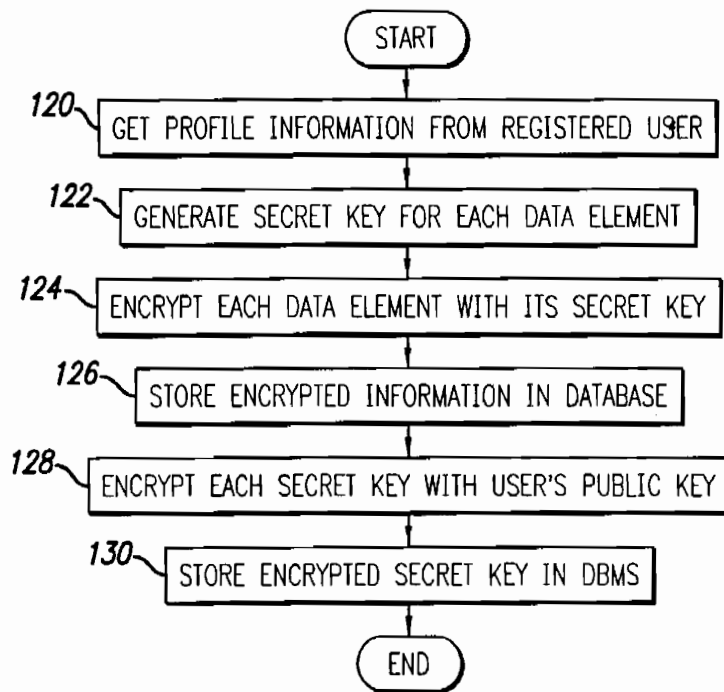 START
120
GET PROFILE INFORMATION FROM REGISTERED USER
122
GENERATE SECRET KEY FOR EACH DATA ELEMENT
124
ENCRYPT EACH DATA ELEMENT WITH ITS SECRET KEY
126
STORE ENCRYPTED INFORMATION IN DATABASE
128
ENCRYPT EACH SECRET KEY WITH USER'S PUBLIC KEY
130
STORE ENCRYPTED SECRET KEY IN DBMS
END